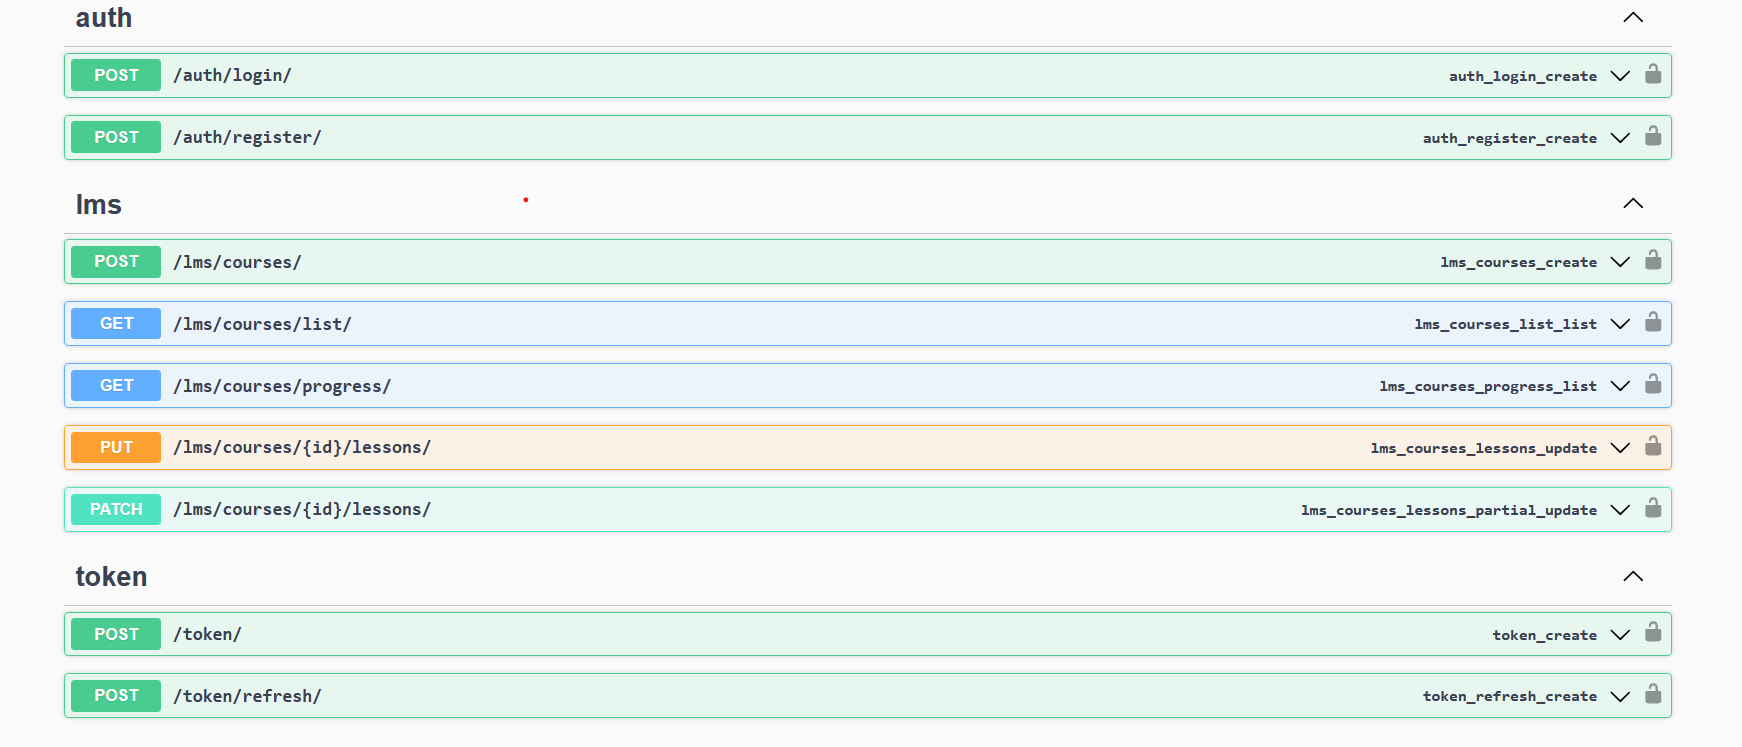 auth
POST /auth/login/ auth_login_create
POST /auth/register/ auth_register_create
lms
POST /lms/courses/ lms_courses_create
GET /lms/courses/list/ lms_courses_list_list
GET /lms/courses/progress/ lms_courses_progress_list
PUT /lms/courses/{id}/lessons/ lms_courses_lessons_update
PATCH /lms/courses/{id}/lessons/ lms_courses_lessons_partial_update
token
POST /token/ token_create
POST /token/refresh/ token_refresh_create